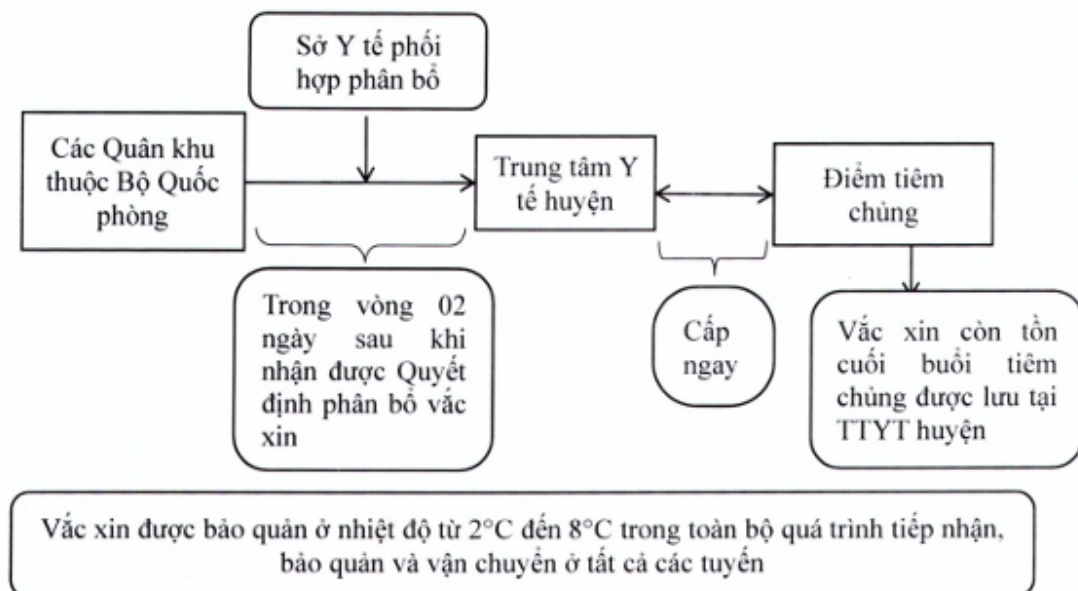 Sở Y tế phối
hợp phân bổ
Các Quân khu
thuộc Bộ Quốc
phòng
Trung tâm Y
tế huyện
Điểm tiêm
chủng
Trong vòng 02
ngày sau khi
nhận được Quyết
định phân bổ vắc
xin
Cấp
ngay
Vắc xin còn tồn
cuối buổi tiêm
chủng được lưu tại
TTYT huyện
Vắc xin được bảo quản ở nhiệt độ từ 2°C đến 8°C trong toàn bộ quá trình tiếp nhận,
bảo quản và vận chuyển ở tất cả các tuyến